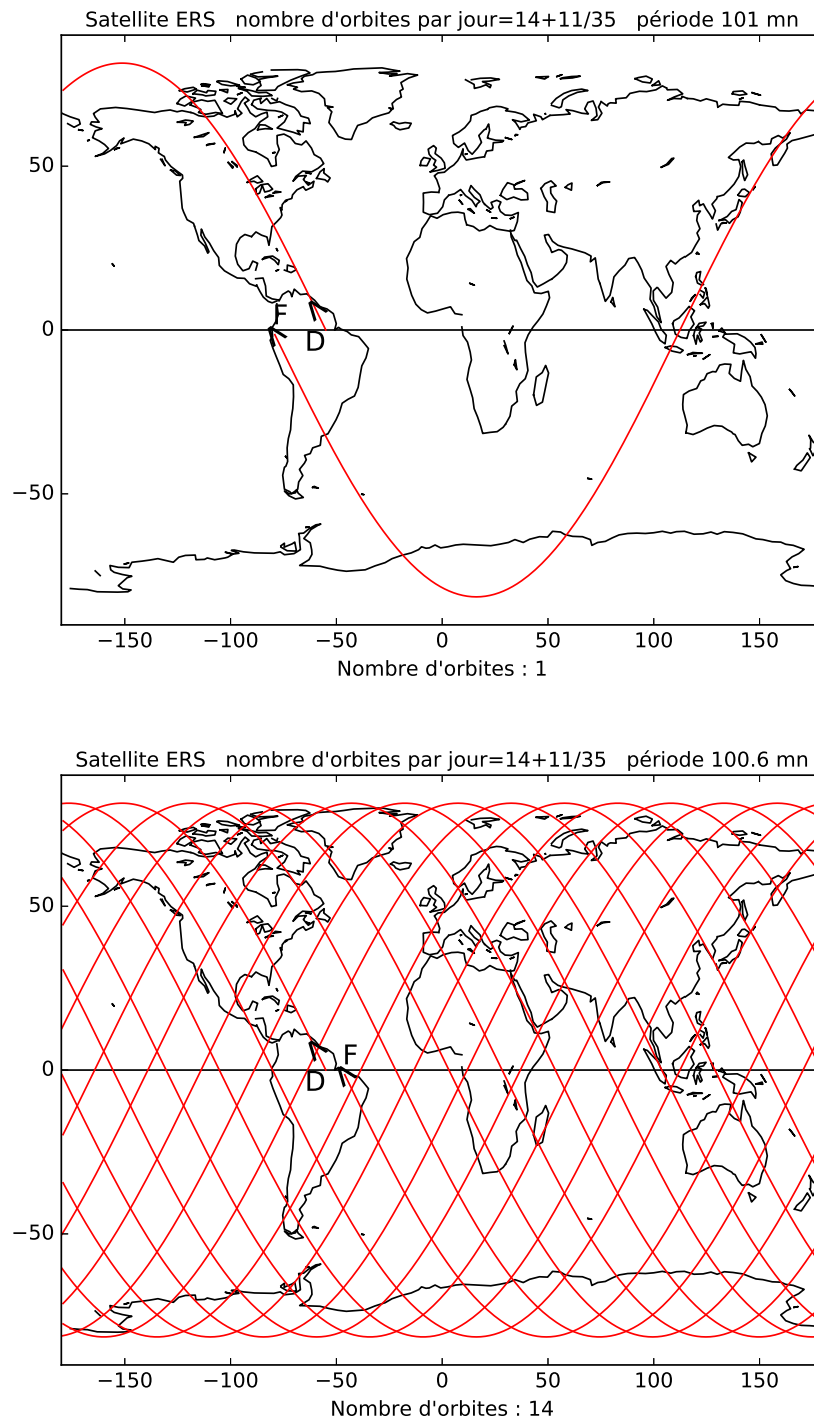 Satellite ERS   nombre d'orbites par jour=14+11/35   période 101 mn
50
F
0
D
−50
−150 −100 −50 0 50 100 150
Nombre d'orbites : 1
Satellite ERS   nombre d'orbites par jour=14+11/35   période 100.6 mn
50
F
0
D
−50
−150 −100 −50 0 50 100 150
Nombre d'orbites : 14